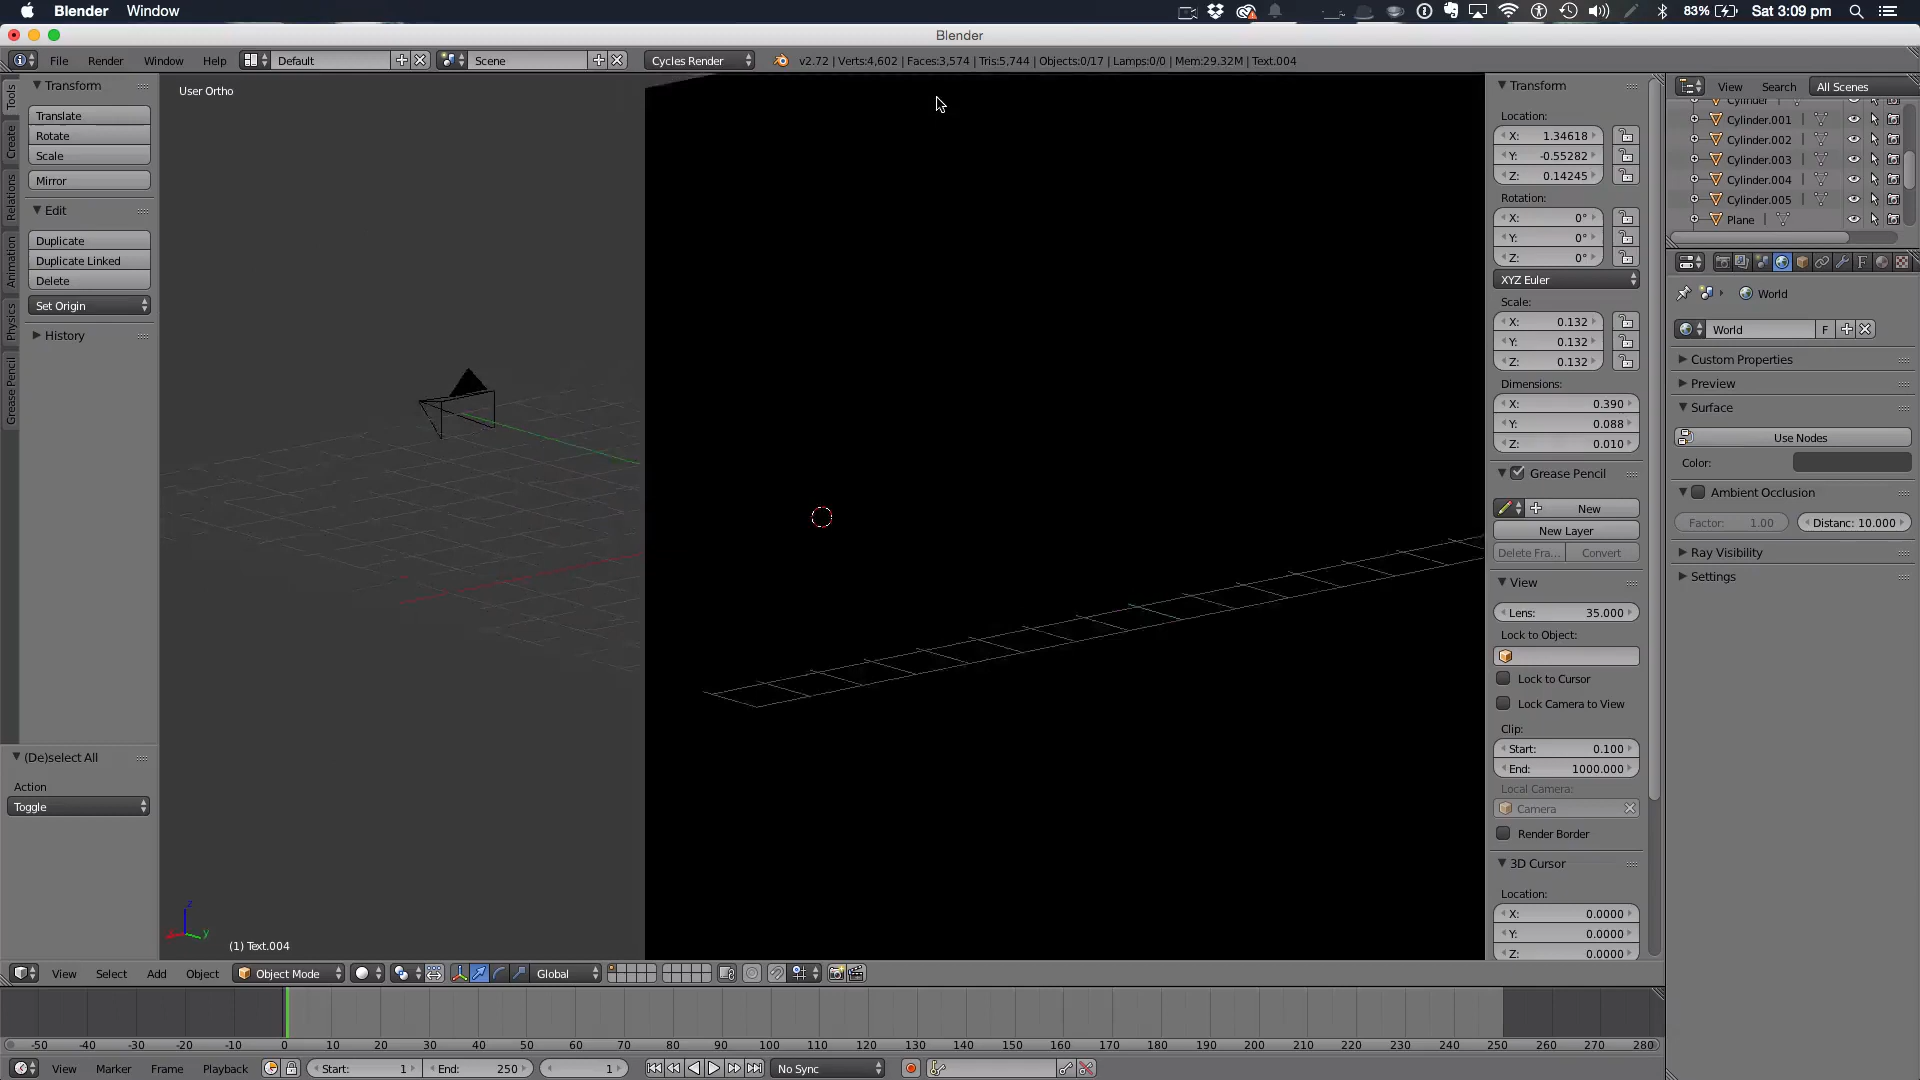 Blender Window 83% Sat 3:09 pm
Blender
File Render Window Help Default Scene Cycles Render v2.72 | Verts:4,602 | Faces:3,574 | Tris:5,744 | Objects:0/17 | Lamps:0/0 | Mem:29.32M | Text.004
Tools
Create
Relations
Animation
Physics
Grease Pencil
Transform
Translate
Rotate
Scale
Mirror
Edit
Duplicate
Duplicate Linked
Delete
Set Origin
History
(De)select All
Action
Toggle
User Ortho
z
y
(1) Text.004
Transform
Location:
X: 1.34618
Y: -0.55282
Z: 0.14245
Rotation:
X: 0°
Y: 0°
Z: 0°
XYZ Euler
Scale:
X: 0.132
Y: 0.132
Z: 0.132
Dimensions:
X: 0.390
Y: 0.088
Z: 0.010
Grease Pencil
New
New Layer
Delete Fra... Convert
View
Lens: 35.000
Lock to Object:
Lock to Cursor
Lock Camera to View
Clip:
Start: 0.100
End: 1000.000
Local Camera:
Camera
Render Border
3D Cursor
Location:
X: 0.0000
Y: 0.0000
Z: 0.0000
View Search All Scenes
Cylinder
Cylinder.001
Cylinder.002
Cylinder.003
Cylinder.004
Cylinder.005
Plane
World
World F
Custom Properties
Preview
Surface
Use Nodes
Color:
Ambient Occlusion
Factor: 1.00 Distanc: 10.000
Ray Visibility
Settings
View Select Add Object Object Mode Global
-50 -40 -30 -20 -10 0 10 20 30 40 50 60 70 80 90 100 110 120 130 140 150 160 170 180 190 200 210 220 230 240 250 260 270 280
View Marker Frame Playback Start: 1 End: 250 1 No Sync